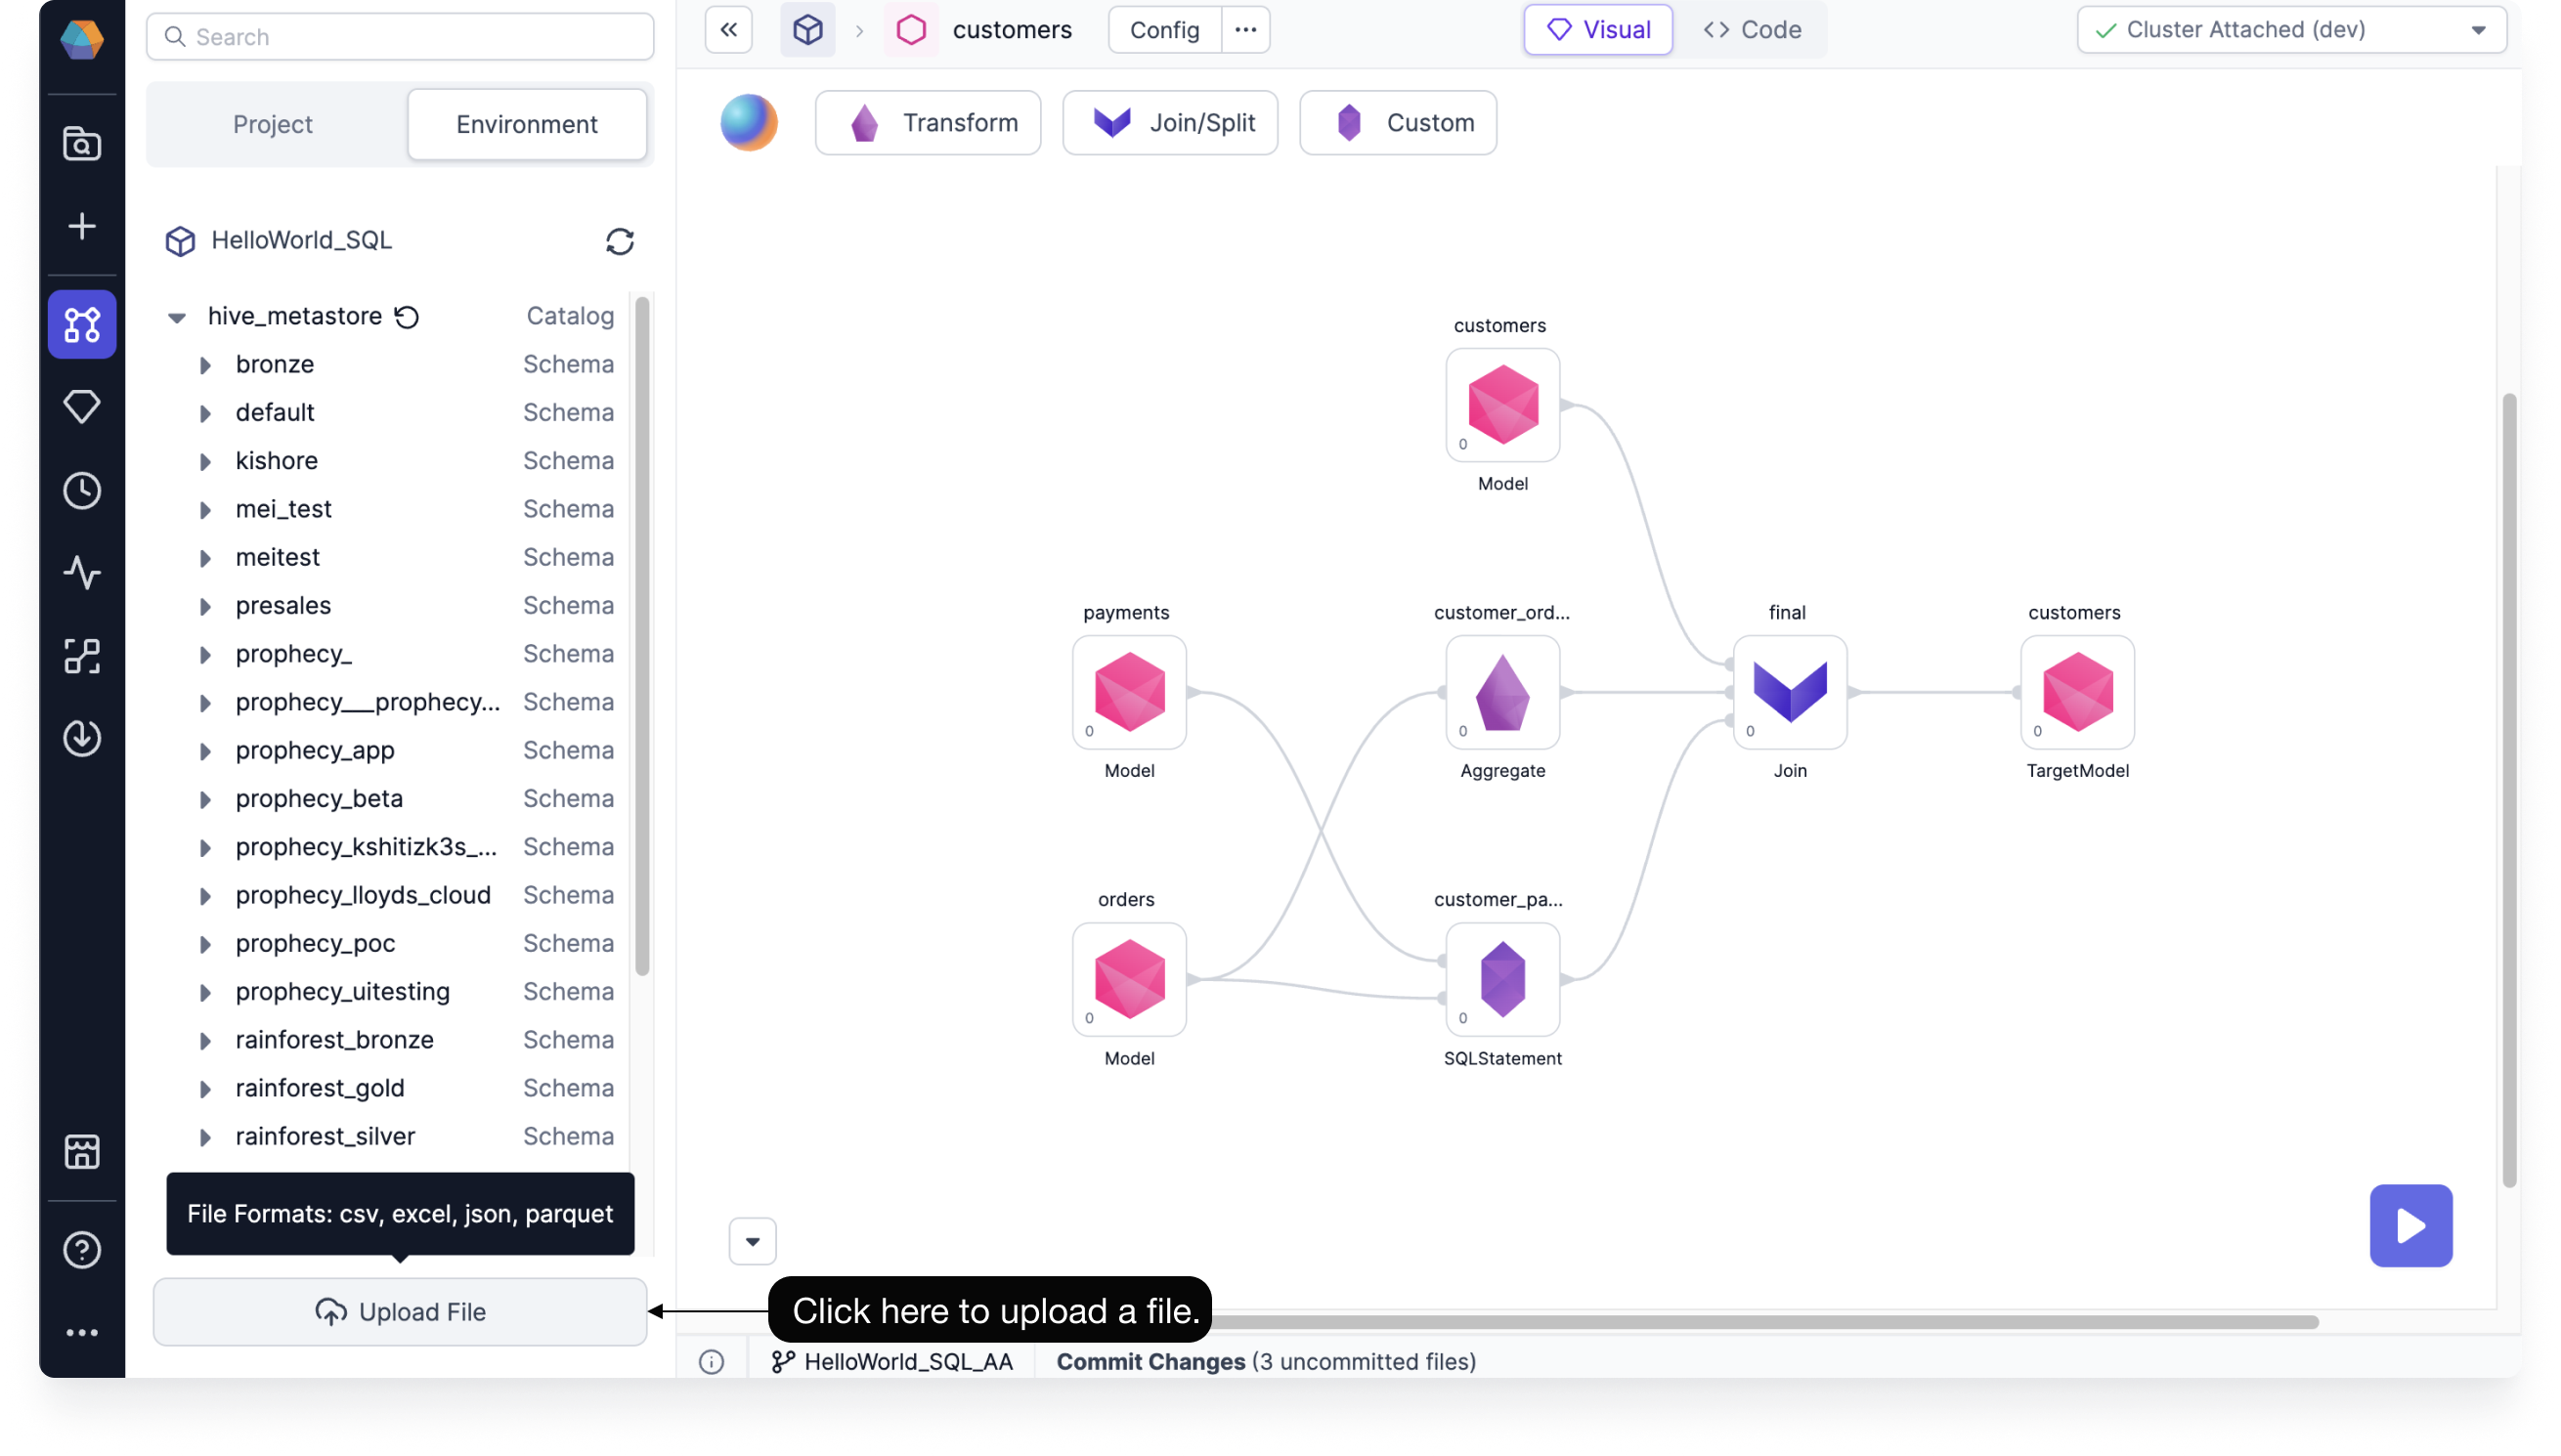 Search
Project
Environment
HelloWorld_SQL
hive_metastore Catalog
bronze Schema
default Schema
kishore Schema
mei_test Schema
meitest Schema
presales Schema
prophecy_ Schema
prophecy__prophecy... Schema
prophecy_app Schema
prophecy_beta Schema
prophecy_kshitizk3s_... Schema
prophecy_lloyds_cloud Schema
prophecy_poc Schema
prophecy_uitesting Schema
rainforest_bronze Schema
rainforest_gold Schema
rainforest_silver Schema
File Formats: csv, excel, json, parquet
Upload File
customers
Config
Visual
Code
Cluster Attached (dev)
Transform
Join/Split
Custom
customers
0
Model
payments
0
Model
customer_ord...
0
Aggregate
final
0
Join
customers
0
TargetModel
orders
0
Model
customer_pa...
0
SQLStatement
Click here to upload a file.
HelloWorld_SQL_AA
Commit Changes (3 uncommitted files)